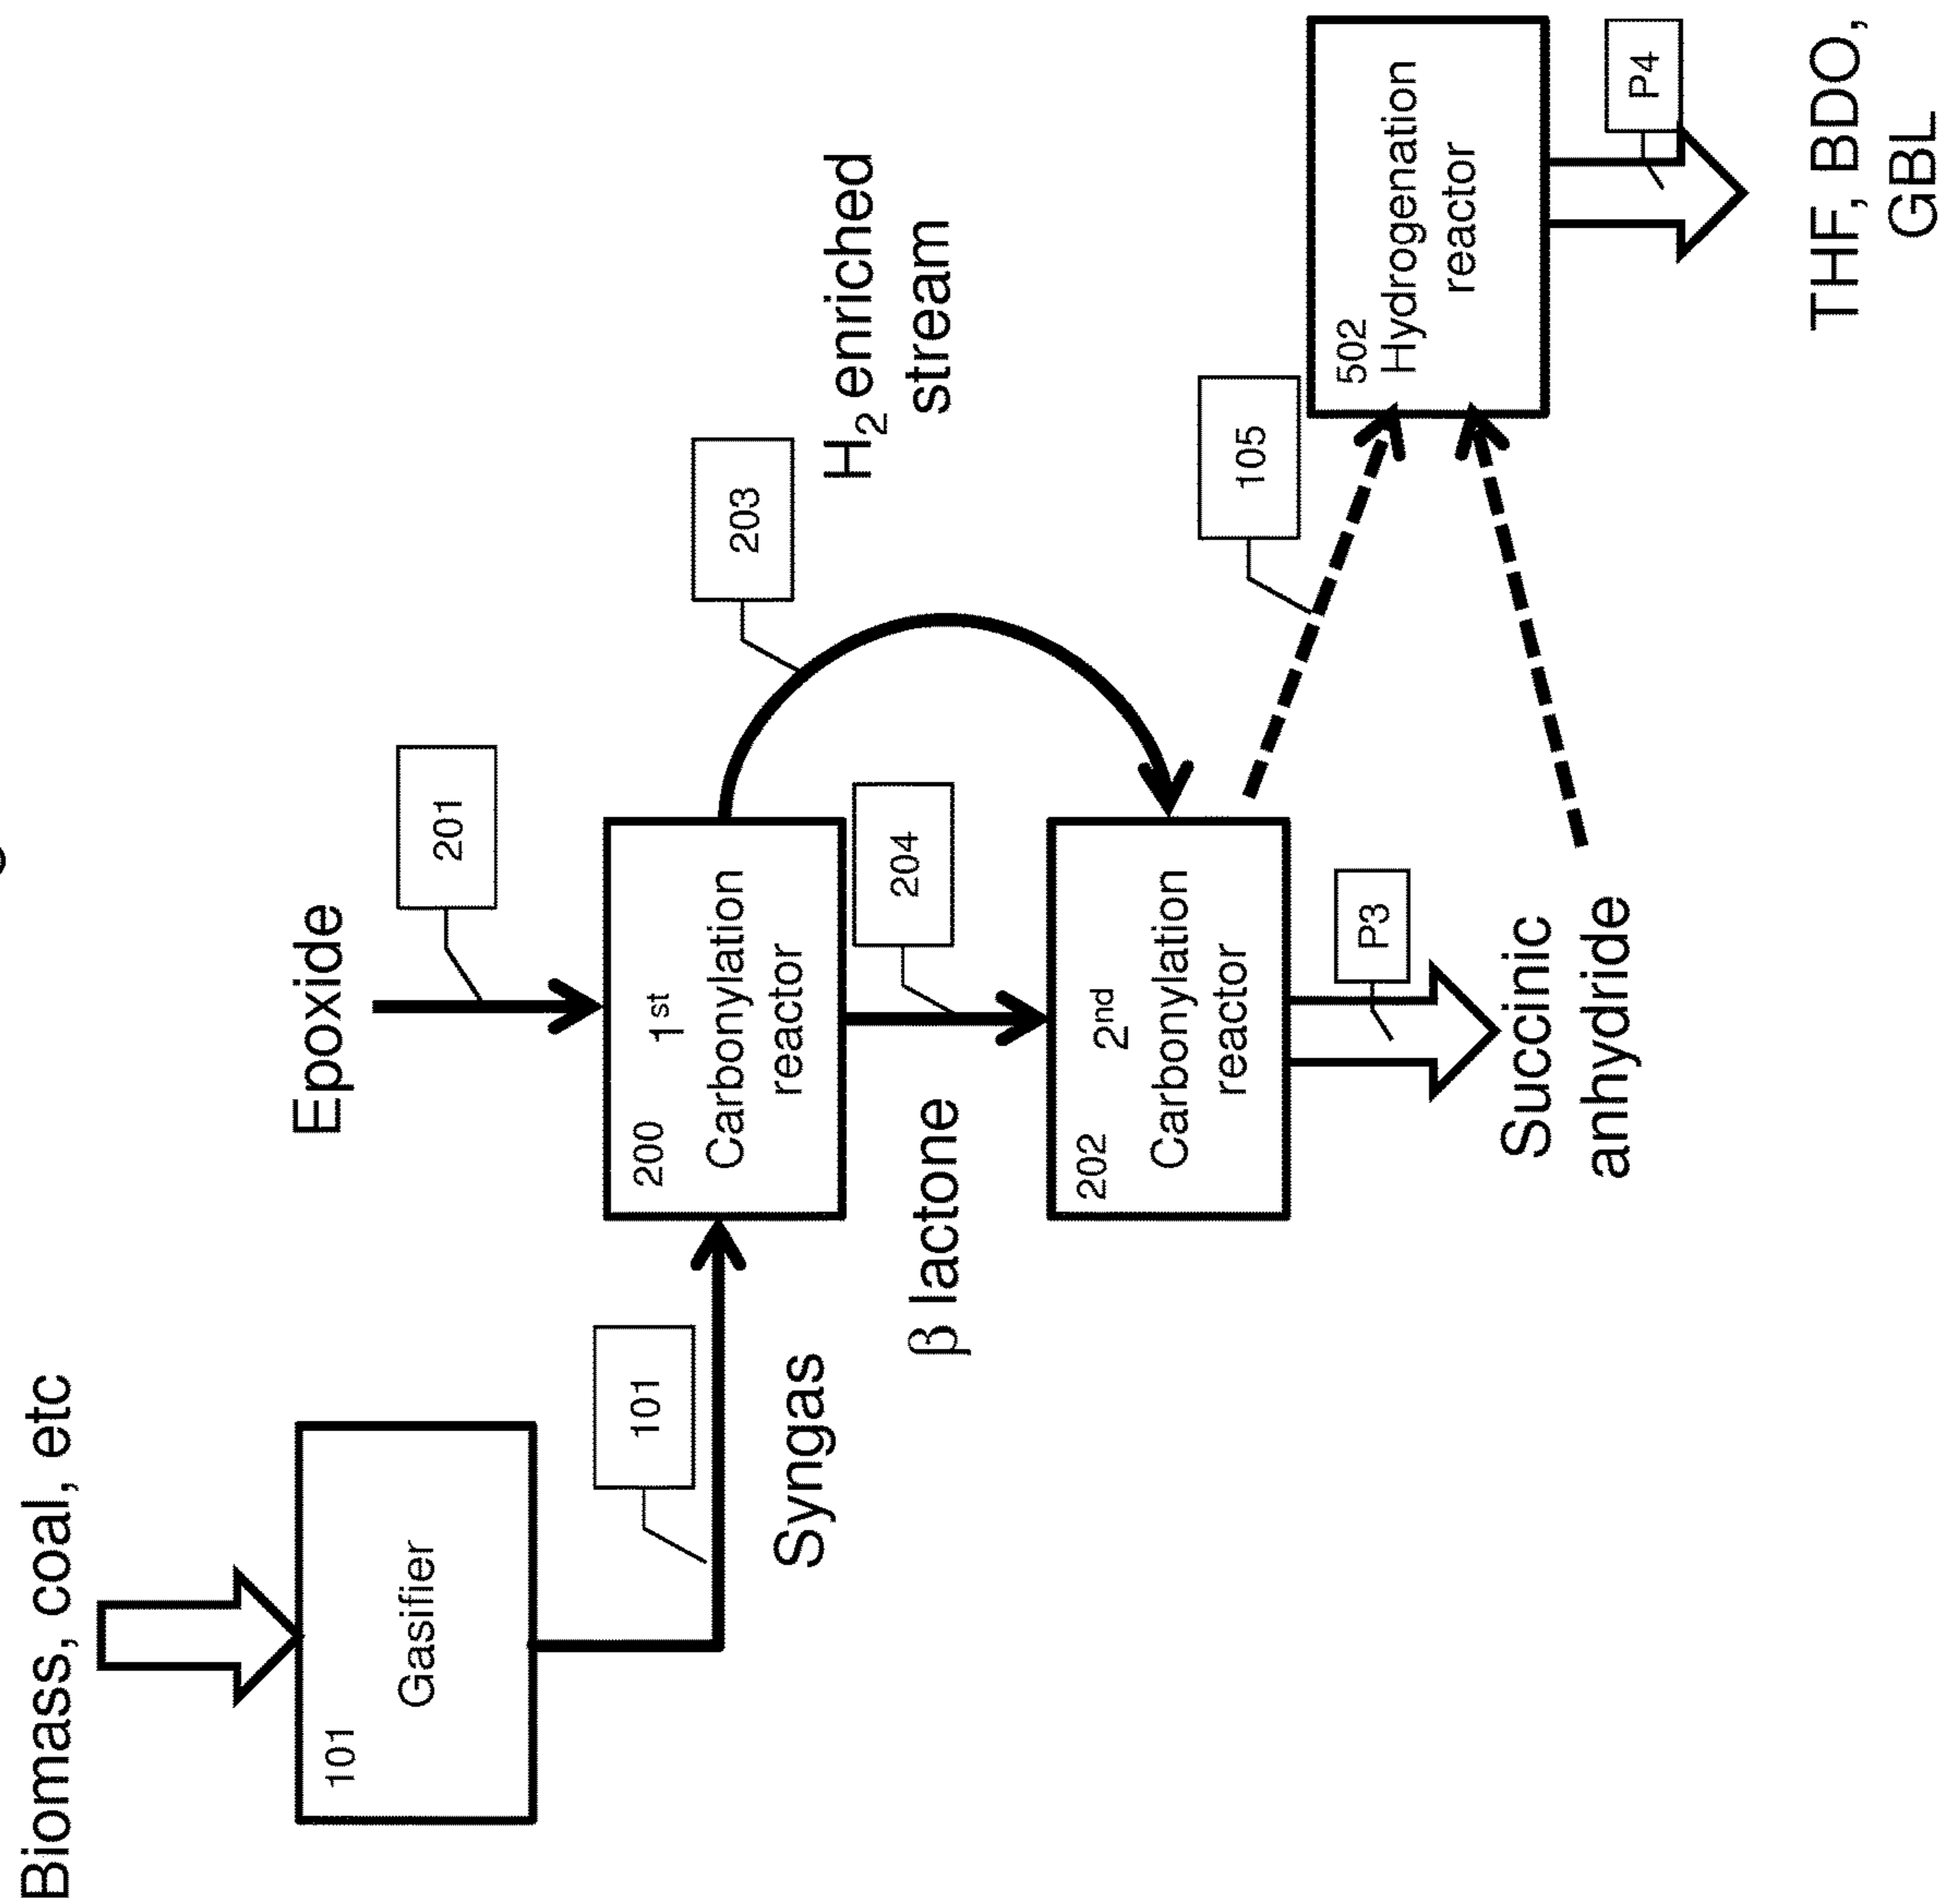 Biomass, coal, etc
101
Gasifier
101
Syngas
Epoxide
201
200 1st
Carbonylation
reactor
203
H2 enriched
stream
β lactone
204
202 2nd
Carbonylation
reactor
P3
Succinic
anhydride
105
502
Hydrogenation
reactor
P4
THF, BDO,
GBL